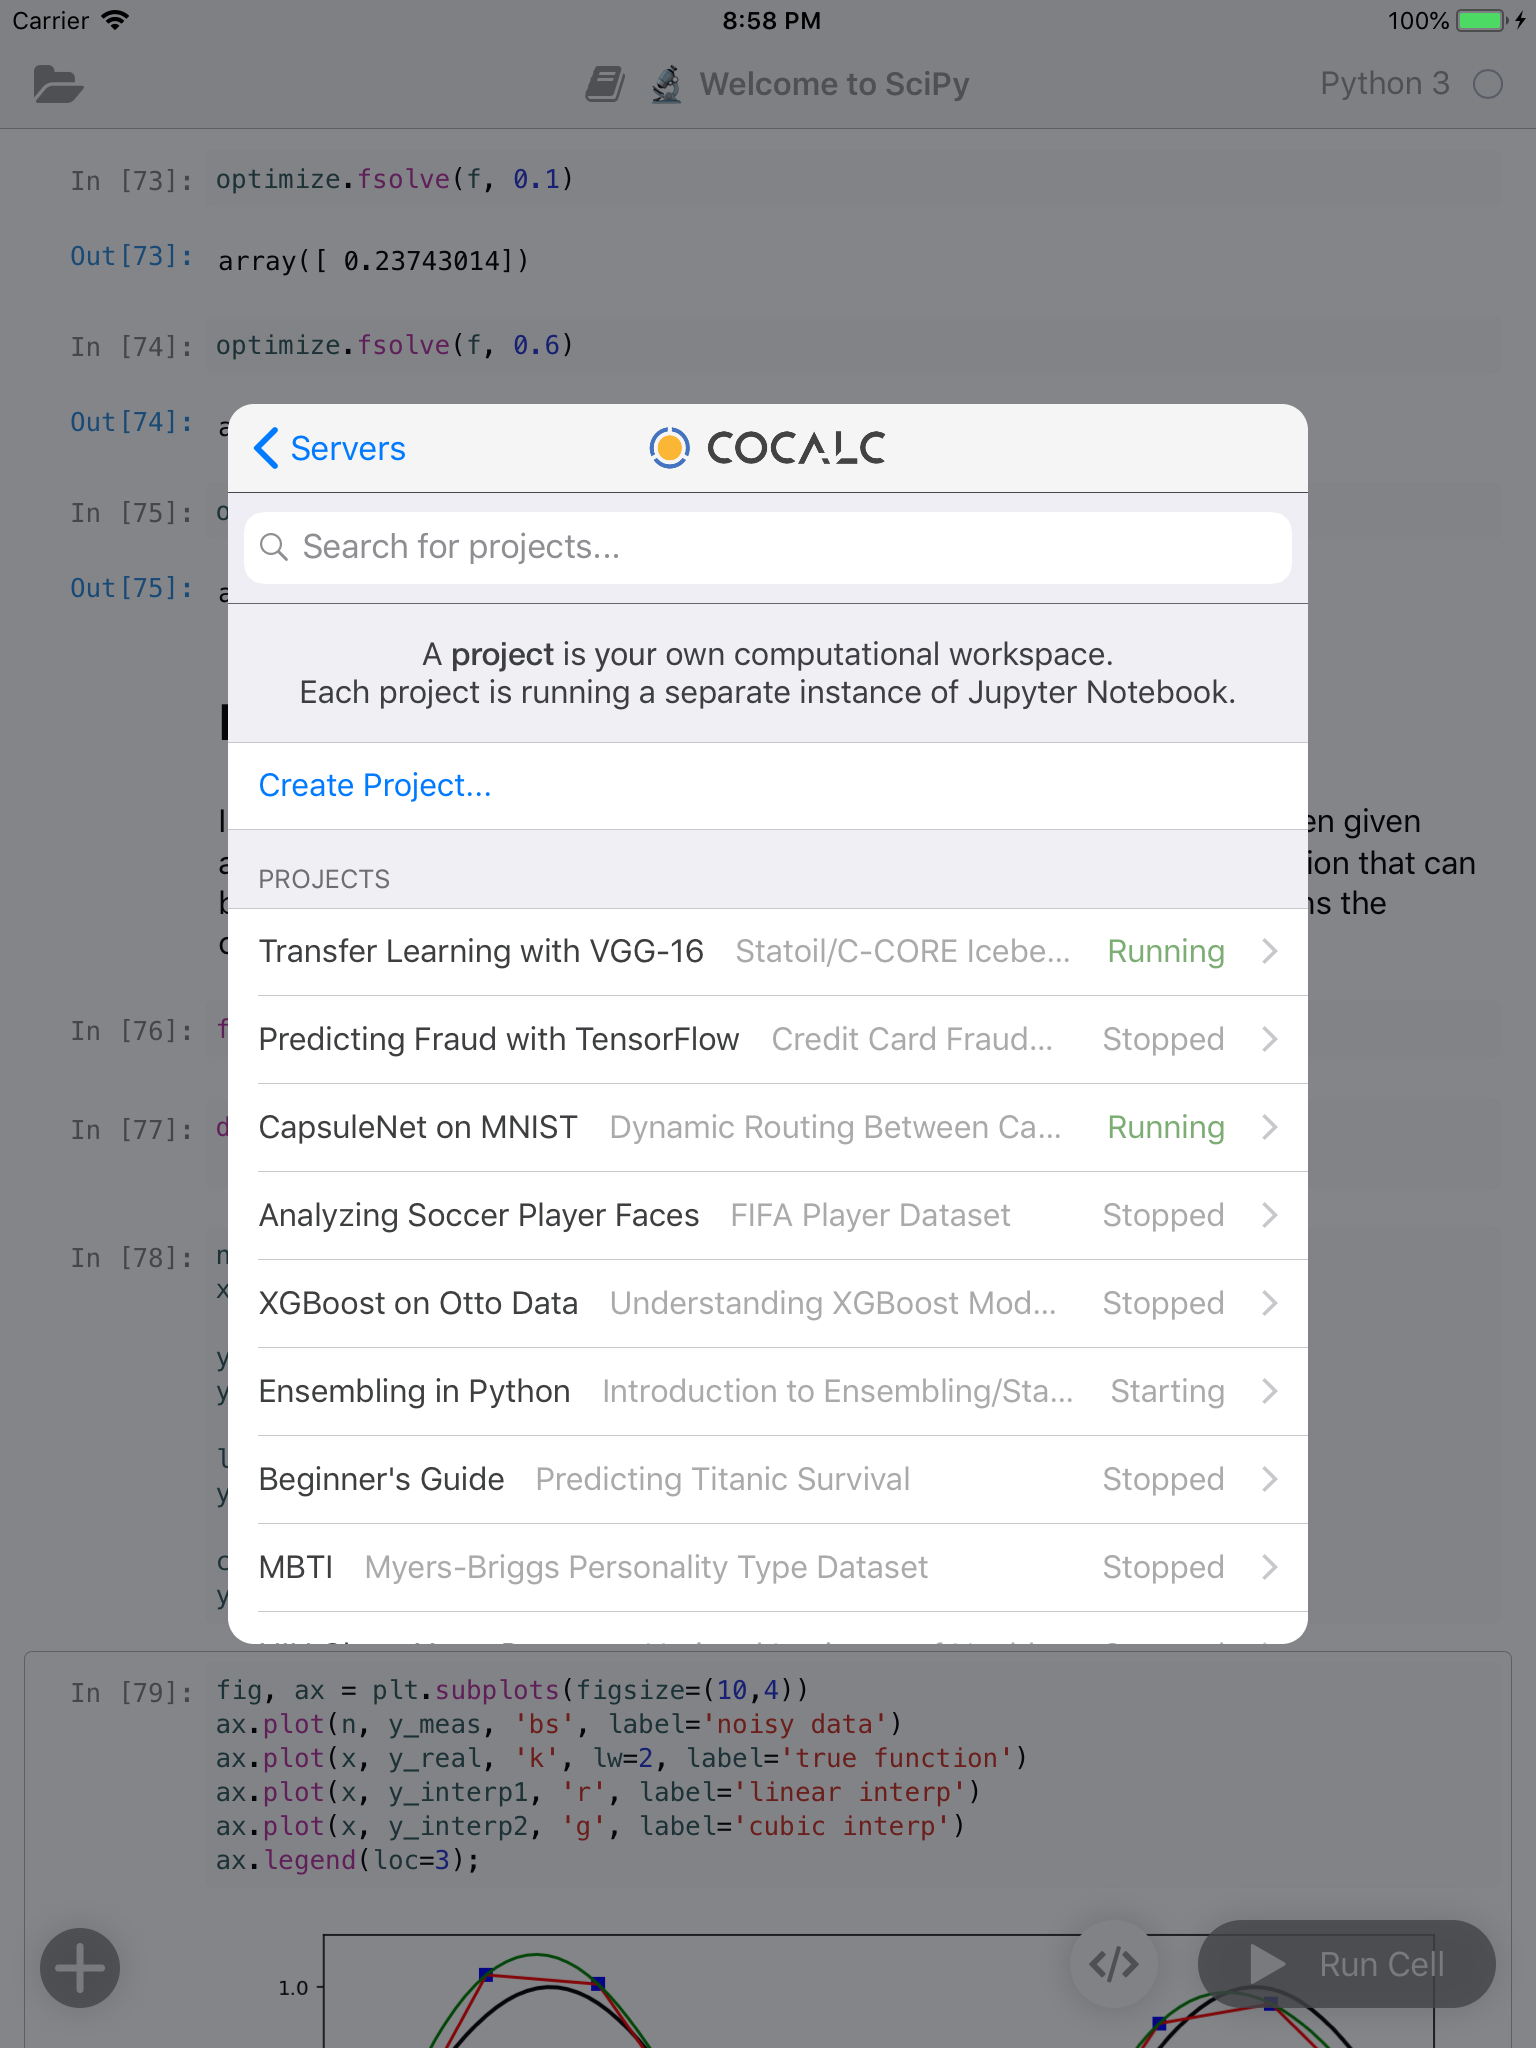 Carrier 8:58 PM 100%
Welcome to SciPy Python 3
In [73]: optimize.fsolve(f, 0.1)
Out[73]: array([ 0.23743014])
In [74]: optimize.fsolve(f, 0.6)
Out[74]:
Servers COCALC
In [75]:
Search for projects...
Out[75]:
A project is your own computational workspace.
Each project is running a separate instance of Jupyter Notebook.
Create Project...
en given
ion that can
PROJECTS
the
Transfer Learning with VGG-16 Statoil/C-CORE Icebe... Running
In [76]:
Predicting Fraud with TensorFlow Credit Card Fraud... Stopped
In [77]:
CapsuleNet on MNIST Dynamic Routing Between Ca... Running
Analyzing Soccer Player Faces FIFA Player Dataset Stopped
In [78]:
XGBoost on Otto Data Understanding XGBoost Mod... Stopped
Ensembling in Python Introduction to Ensembling/Sta... Starting
Beginner's Guide Predicting Titanic Survival Stopped
MBTI Myers-Briggs Personality Type Dataset Stopped
In [79]: fig, ax = plt.subplots(figsize=(10,4))
ax.plot(n, y_meas, 'bs', label='noisy data')
ax.plot(x, y_real, 'k', lw=2, label='true function')
ax.plot(x, y_interp1, 'r', label='linear interp')
ax.plot(x, y_interp2, 'g', label='cubic interp')
ax.legend(loc=3);
</> Run Cell
1.0